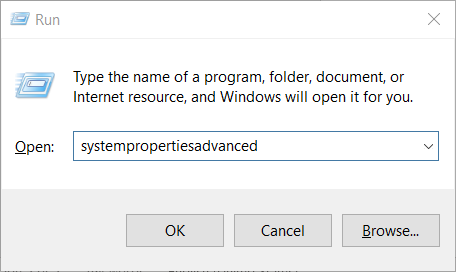 Run
Type the name of a program, folder, document, or
Internet resource, and Windows will open it for you.
Open: systempropertiesadvanced
OK Cancel Browse...